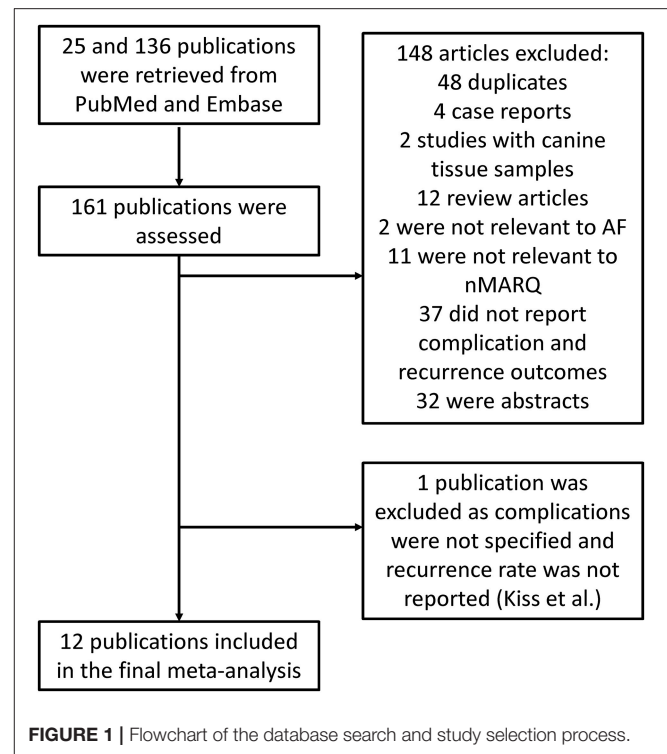 25 and 136 publications
were retrieved from
PubMed and Embase
161 publications were
assessed
148 articles excluded:
48 duplicates
4 case reports
2 studies with canine
tissue samples
12 review articles
2 were not relevant to AF
11 were not relevant to
nMARQ
37 did not report
complication and
recurrence outcomes
32 were abstracts
1 publication was
excluded as complications
were not specified and
recurrence rate was not
reported (Kiss et al.)
12 publications included
in the final meta-analysis
FIGURE 1 | Flowchart of the database search and study selection process.